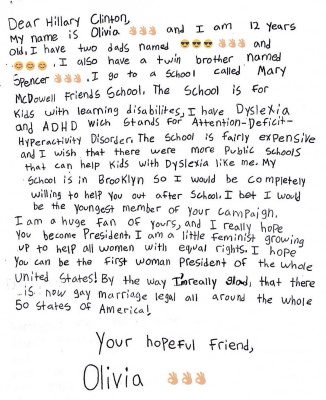 Dear Hillary Clinton,
My name is Olivia 👌🏼👌🏼👌🏼 and I am 12 years
old. I have two dads named 😎😎😎👌🏼👌🏼👌🏼 and
😊😊😊. I also have a twin brother named
Spencer 👌🏼👌🏼👌🏼. I go to a school called Mary
McDowell Friends School. The School is For
Kids with learning disabilites, I have Dyslexia
and ADHD wich Stands For Attention-Deficit-
Hyperactivity Disorder. The School is fairly expensive
and I wish that there were more Public schools
that can help Kids with Dyslexia like me. My
School is in Brooklyn so I would be completely
willing to help you out after School. I bet I would
be the youngest member of your campaign.
I am a huge fan of yours, and I really hope
You become President. I am a little feminist growing
up to help all women with equal rights. I hope
You can be the first woman President of the whole
United States! By the way I'm really glad, that there
is now gay marriage legal all around the whole
50 States of America!
Your hopeful Friend,
Olivia 👌🏼👌🏼👌🏼